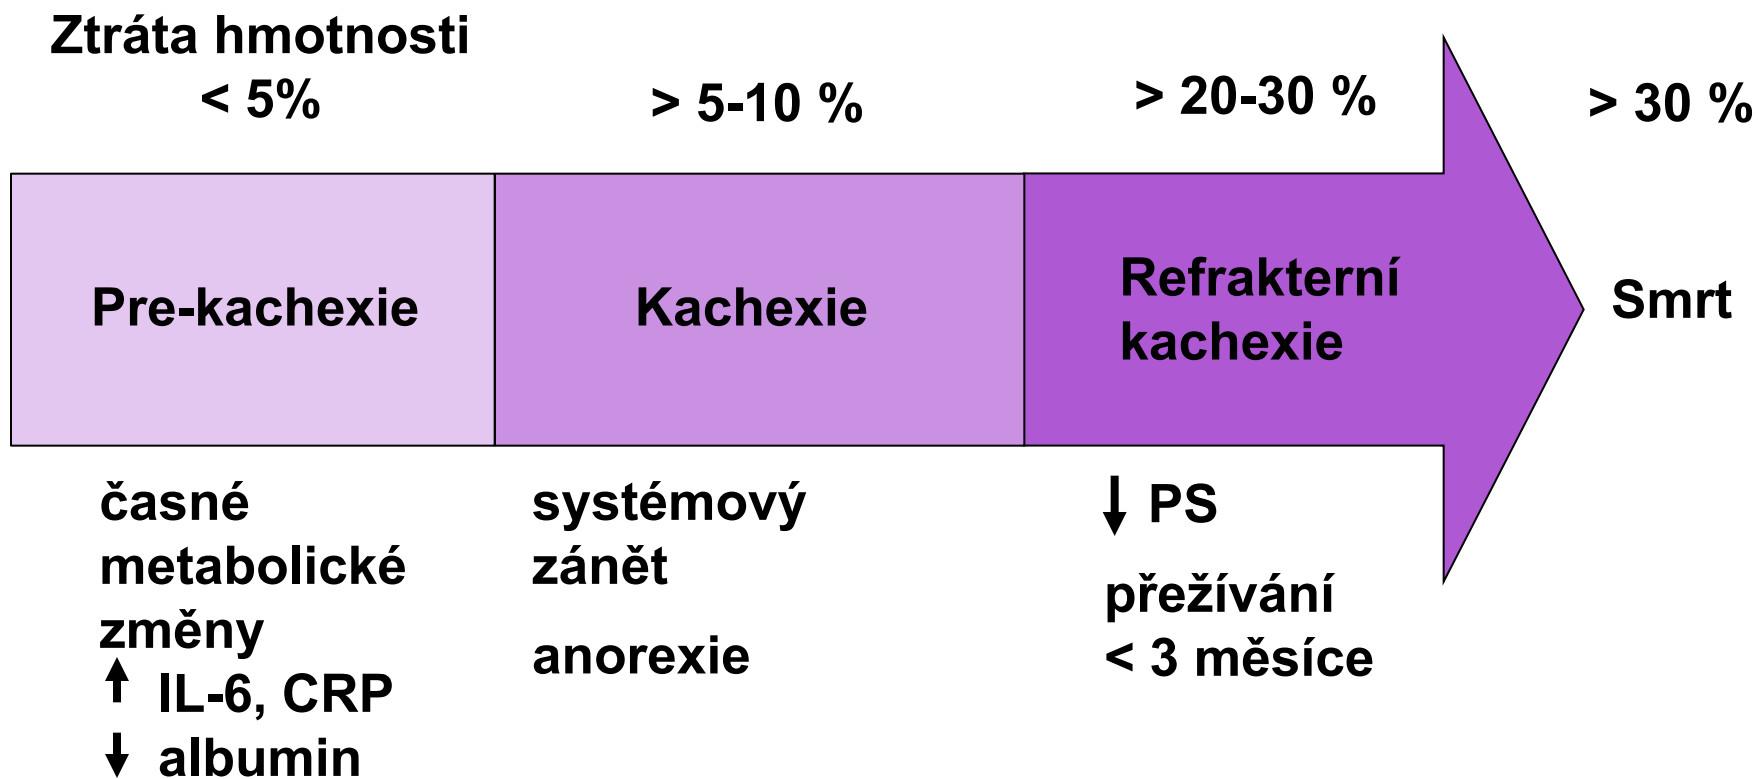 Ztráta hmotnosti
< 5%
> 5-10 %
> 20-30 %
> 30 %
Pre-kachexie
Kachexie
Refrakterní
kachexie
Smrt
časné
metabolické
změny
↑ IL-6, CRP
↓ albumin
systémový
zánět
anorexie
↓ PS
přežívání
< 3 měsíce